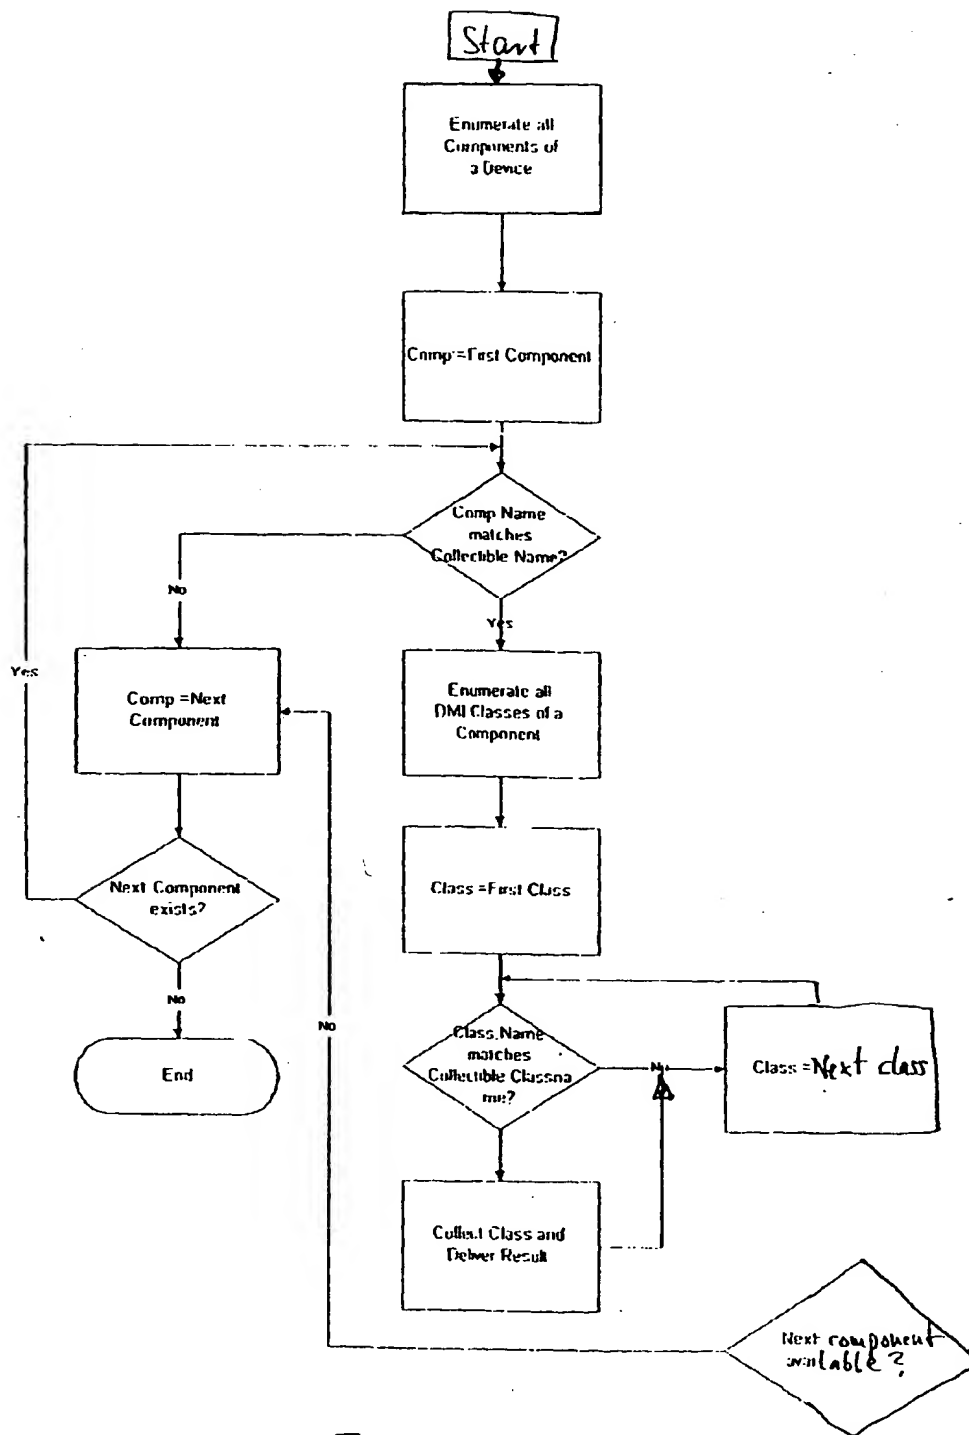 Start
Enumerate all
Components of
a Device
Comp =First Component
Comp Name
matches
Collectible Name?
No
Yes
Yes
Comp =Next
Component
Enumerate all
DMI Classes of a
Component
Next Component
exists?
Class =First Class
No
No
End
Class Name
matches
Collectible Classna
me?
Class =Next class
Collect Class and
Deliver Result
Next component
available?